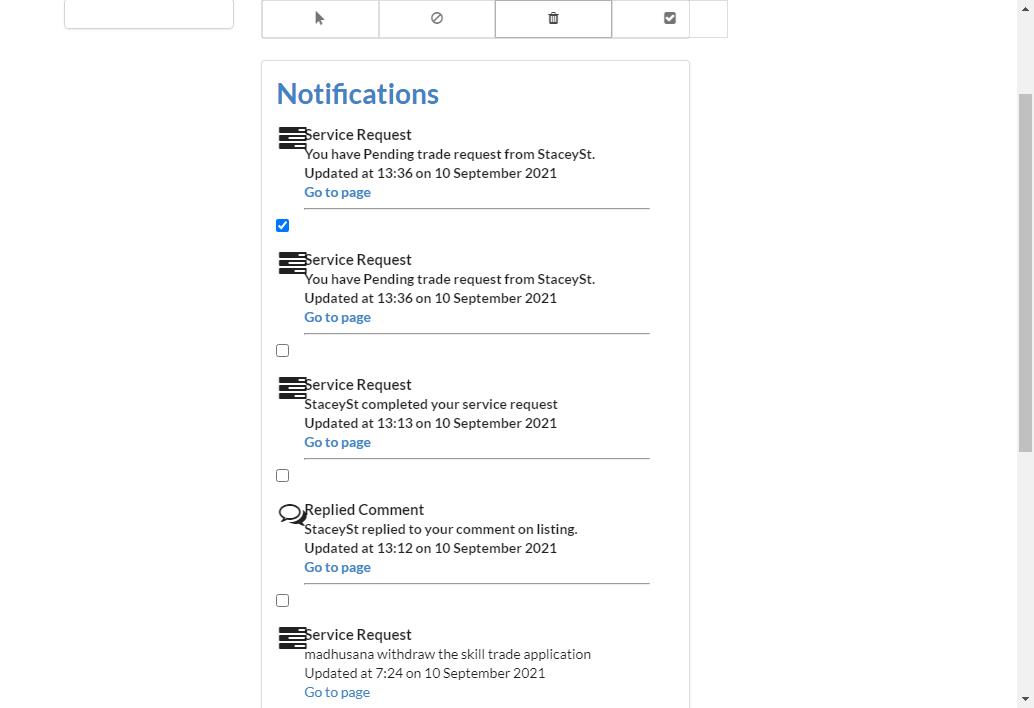 Notifications
Service Request
You have Pending trade request from StaceySt.
Updated at 13:36 on 10 September 2021
Go to page
Service Request
You have Pending trade request from StaceySt.
Updated at 13:36 on 10 September 2021
Go to page
Service Request
StaceySt completed your service request
Updated at 13:13 on 10 September 2021
Go to page
Replied Comment
StaceySt replied to your comment on listing.
Updated at 13:12 on 10 September 2021
Go to page
Service Request
madhusana withdraw the skill trade application
Updated at 7:24 on 10 September 2021
Go to page